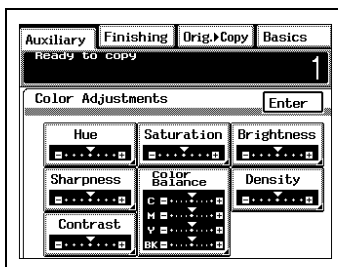 Auxiliary Finishing Orig.▸Copy Basics
Ready to copy
1
Color Adjustments Enter
Hue Saturation Brightness
Sharpness Color Balance Density
C
M
Y
BK
Contrast